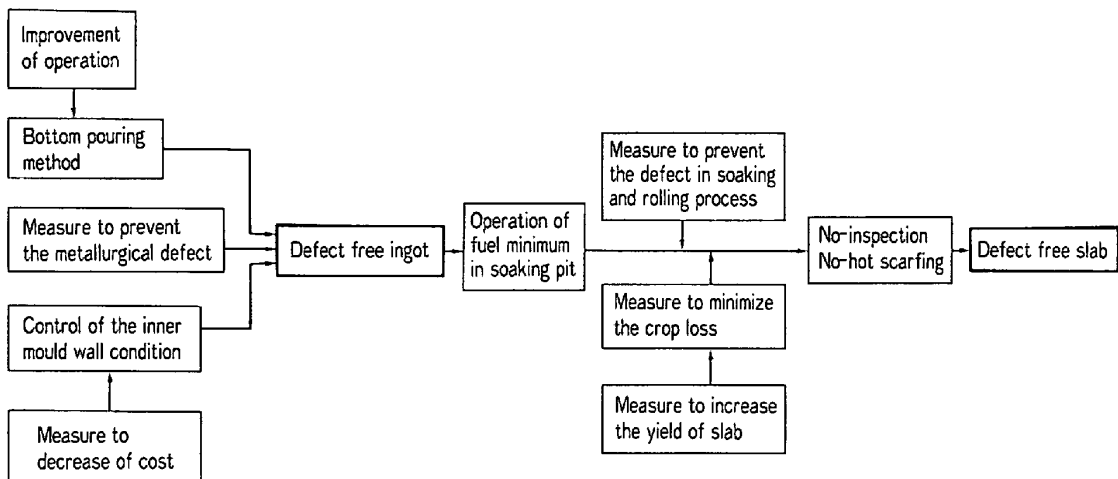 Improvement
of operation
Bottom pouring
method
Measure to prevent
the metallurgical defect
Control of the inner
mould wall condition
Measure to
decrease of cost
Defect free ingot
Operation of
fuel minimum
in soaking pit
Measure to prevent
the defect in soaking
and rolling process
Measure to minimize
the crop loss
Measure to increase
the yield of slab
No-inspection
No-hot scarfing
Defect free slab